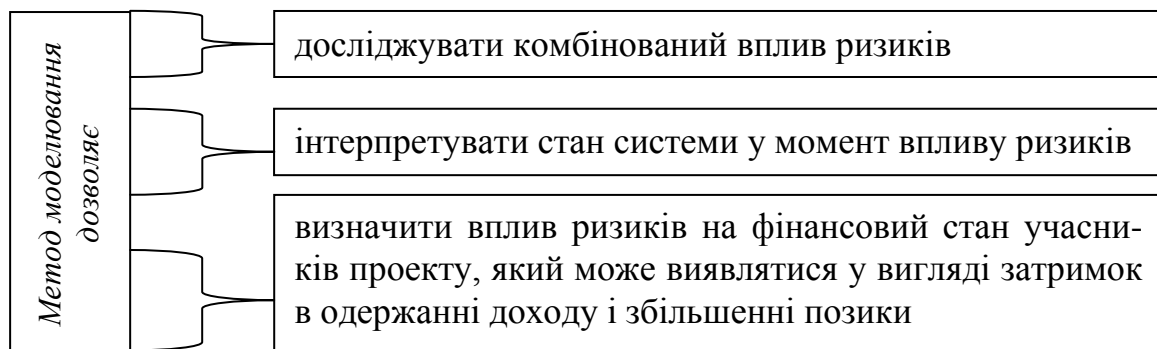 Метод моделювання
дозволяє
досліджувати комбінований вплив ризиків
інтерпретувати стан системи у момент впливу ризиків
визначити вплив ризиків на фінансовий стан учасни-
ків проекту, який може виявлятися у вигляді затримок
в одержанні доходу і збільшенні позики